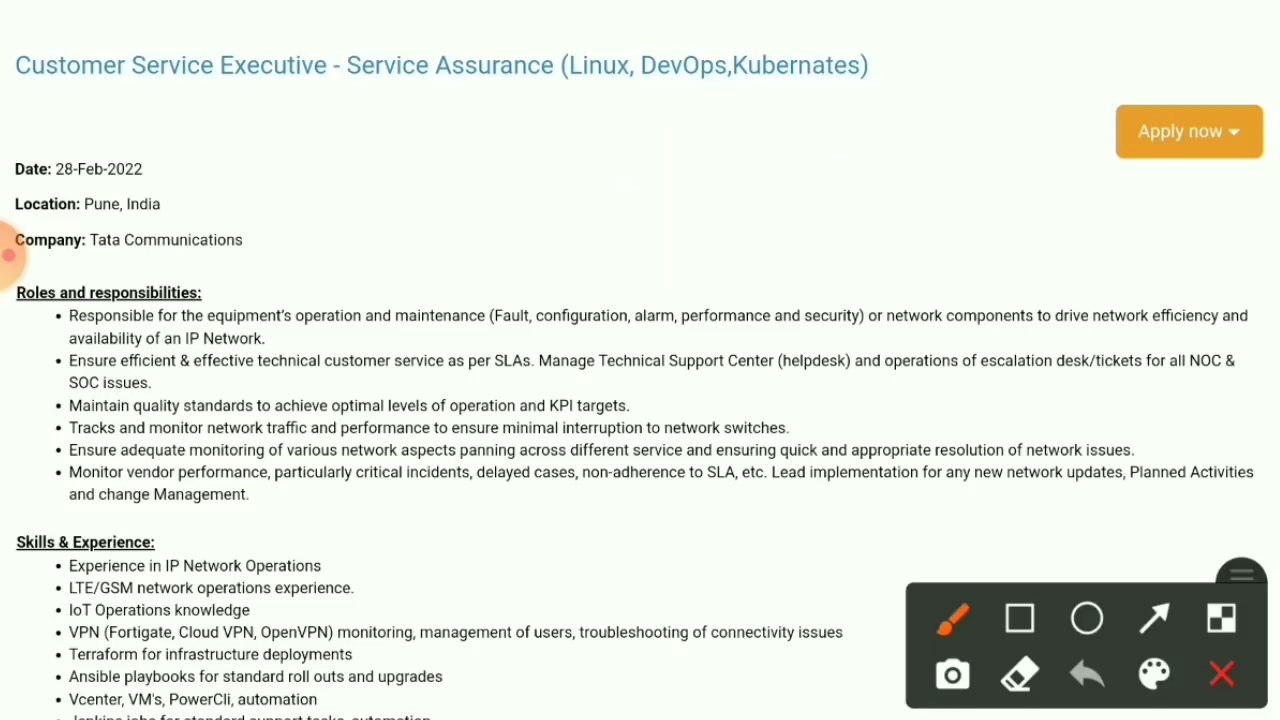 Customer Service Executive - Service Assurance (Linux, DevOps,Kubernates)
Apply now
Date: 28-Feb-2022
Location: Pune, India
Company: Tata Communications
Roles and responsibilities:
• Responsible for the equipment's operation and maintenance (Fault, configuration, alarm, performance and security) or network components to drive network efficiency and
availability of an IP Network.
• Ensure efficient & effective technical customer service as per SLAs. Manage Technical Support Center (helpdesk) and operations of escalation desk/tickets for all NOC &
SOC issues.
• Maintain quality standards to achieve optimal levels of operation and KPI targets.
• Tracks and monitor network traffic and performance to ensure minimal interruption to network switches.
• Ensure adequate monitoring of various network aspects panning across different service and ensuring quick and appropriate resolution of network issues.
• Monitor vendor performance, particularly critical incidents, delayed cases, non-adherence to SLA, etc. Lead implementation for any new network updates, Planned Activities
and change Management.
Skills & Experience:
• Experience in IP Network Operations
• LTE/GSM network operations experience.
• IoT Operations knowledge
• VPN (Fortigate, Cloud VPN, OpenVPN) monitoring, management of users, troubleshooting of connectivity issues
• Terraform for infrastructure deployments
• Ansible playbooks for standard roll outs and upgrades
• Vcenter, VM's, PowerCli, automation
• Jenkins jobs for standard support tasks, automation